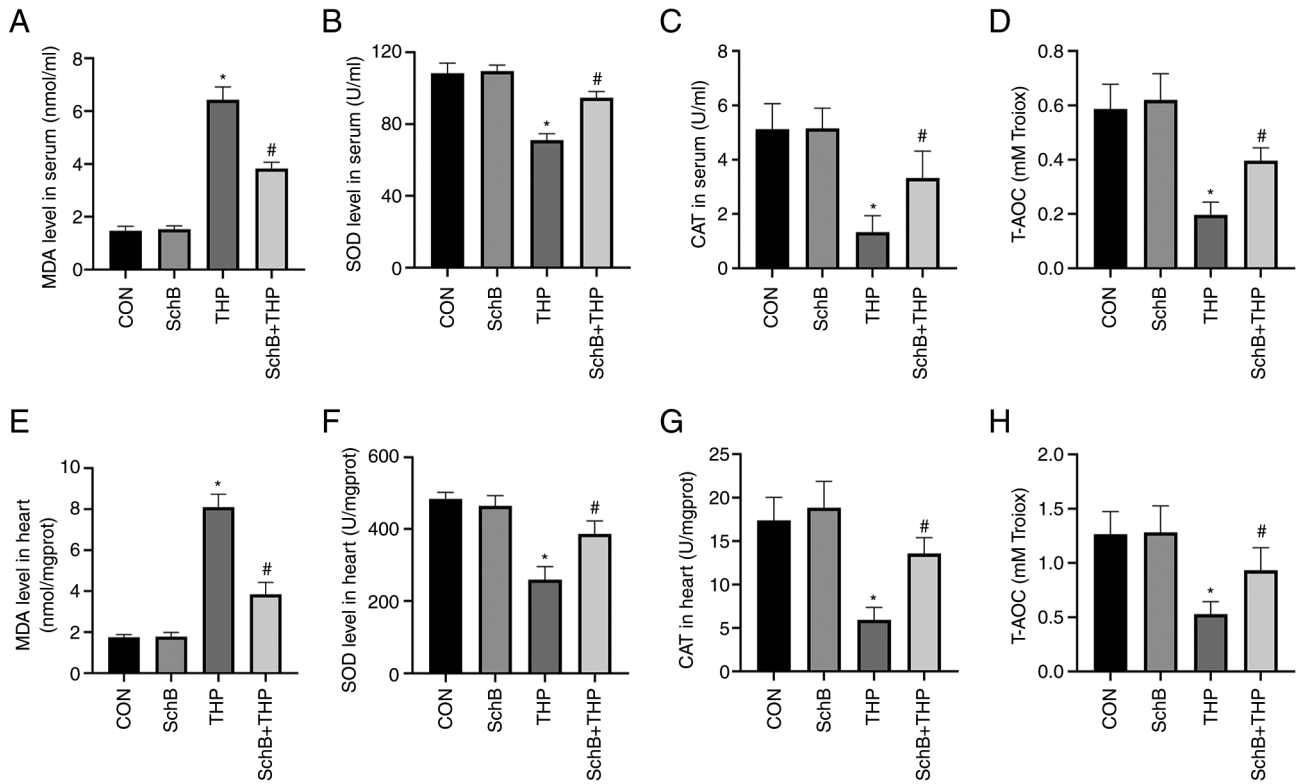 A
MDA level in serum (nmol/ml)
8
6
4
2
0
*
#
CON
SchB
THP
SchB+THP
B
SOD level in serum (U/ml)
120
80
40
0
*
#
CON
SchB
THP
SchB+THP
C
CAT in serum (U/ml)
8
6
4
2
0
*
#
CON
SchB
THP
SchB+THP
D
T-AOC (mM Troiox)
0.8
0.6
0.4
0.2
0.0
*
#
CON
SchB
THP
SchB+THP
E
MDA level in heart
(nmol/mgprot)
10
8
6
4
2
0
*
#
CON
SchB
THP
SchB+THP
F
SOD level in heart (U/mgprot)
600
400
200
0
*
#
CON
SchB
THP
SchB+THP
G
CAT in heart (U/mgprot)
25
20
15
10
5
0
*
#
CON
SchB
THP
SchB+THP
H
T-AOC (mM Troiox)
2.0
1.5
1.0
0.5
0.0
*
#
CON
SchB
THP
SchB+THP